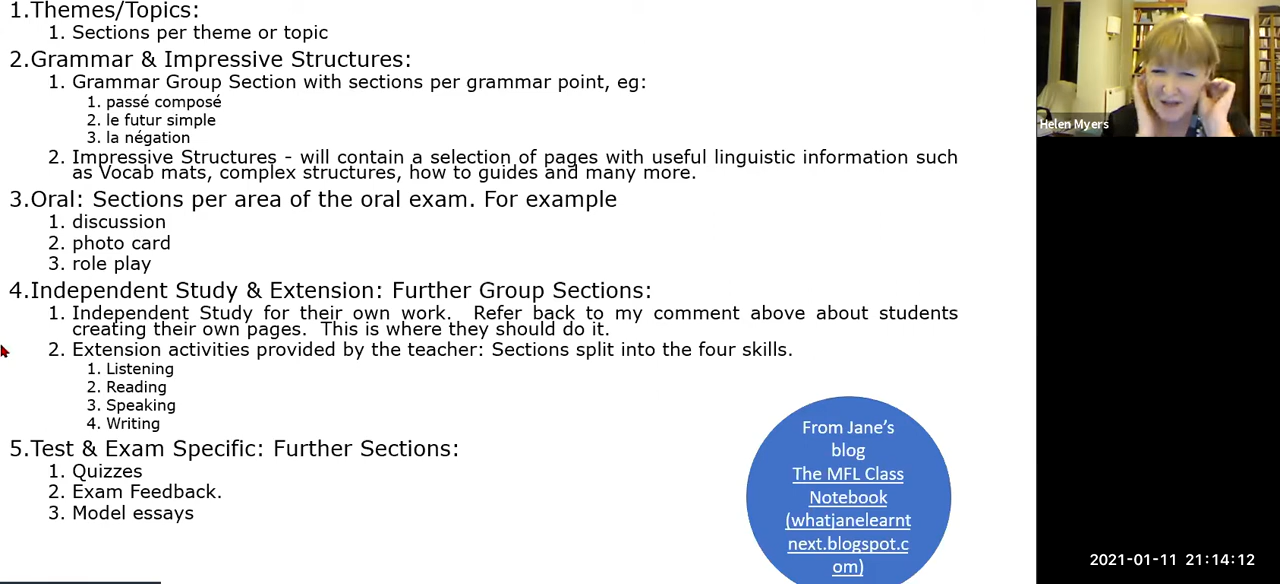 1.Themes/Topics:
1. Sections per theme or topic
2.Grammar & Impressive Structures:
1. Grammar Group Section with sections per grammar point, eg:
1. passé composé
2. le futur simple
3. la négation
2. Impressive Structures - will contain a selection of pages with useful linguistic information such
as Vocab mats, complex structures, how to guides and many more.
3.Oral: Sections per area of the oral exam. For example
1. discussion
2. photo card
3. role play
4.Independent Study & Extension: Further Group Sections:
1. Independent Study for their own work. Refer back to my comment above about students
creating their own pages. This is where they should do it.
2. Extension activities provided by the teacher: Sections split into the four skills.
1. Listening
2. Reading
3. Speaking
4. Writing
5.Test & Exam Specific: Further Sections:
1. Quizzes
2. Exam Feedback.
3. Model essays
From Jane's
blog
The MFL Class
Notebook
(whatjanelearnt
next.blogspot.c
om)
Helen Myers
2021-01-11 21:14:12